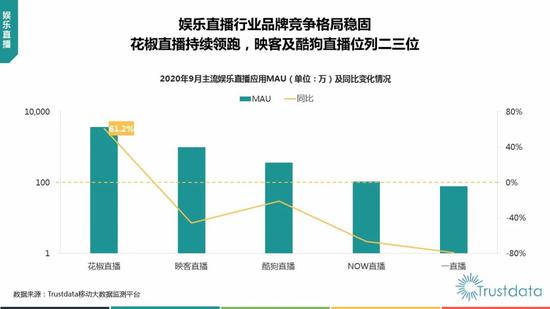 娱乐直播
娱乐直播行业品牌竞争格局稳固
花椒直播持续领跑，映客及酷狗直播位列二三位
2020年9月主流娱乐直播应用MAU（单位：万）及同比变化情况
MAU 同比
10,000
100
1
61.2%
80%
40%
0%
-40%
-80%
花椒直播 映客直播 酷狗直播 NOW直播 一直播
数据来源：Trustdata移动大数据监测平台
Trustdata